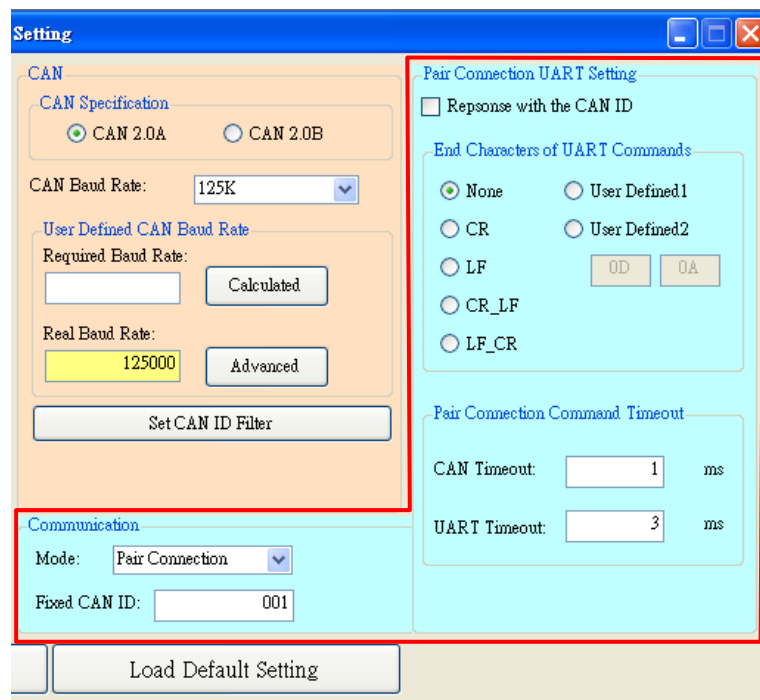 Setting
CAN
CAN Specification
CAN 2.0A
CAN 2.0B
CAN Baud Rate:
125K
User Defined CAN Baud Rate
Required Baud Rate:
Calculated
Real Baud Rate:
125000
Advanced
Set CAN ID Filter
Communication
Mode:
Pair Connection
Fixed CAN ID:
001
Pair Connection UART Setting
Repsonse with the CAN ID
End Characters of UART Commands
None
User Defined1
CR
User Defined2
LF
0D
0A
CR_LF
LF_CR
Pair Connection Command Timeout
CAN Timeout:
1
ms
UART Timeout:
3
ms
Load Default Setting